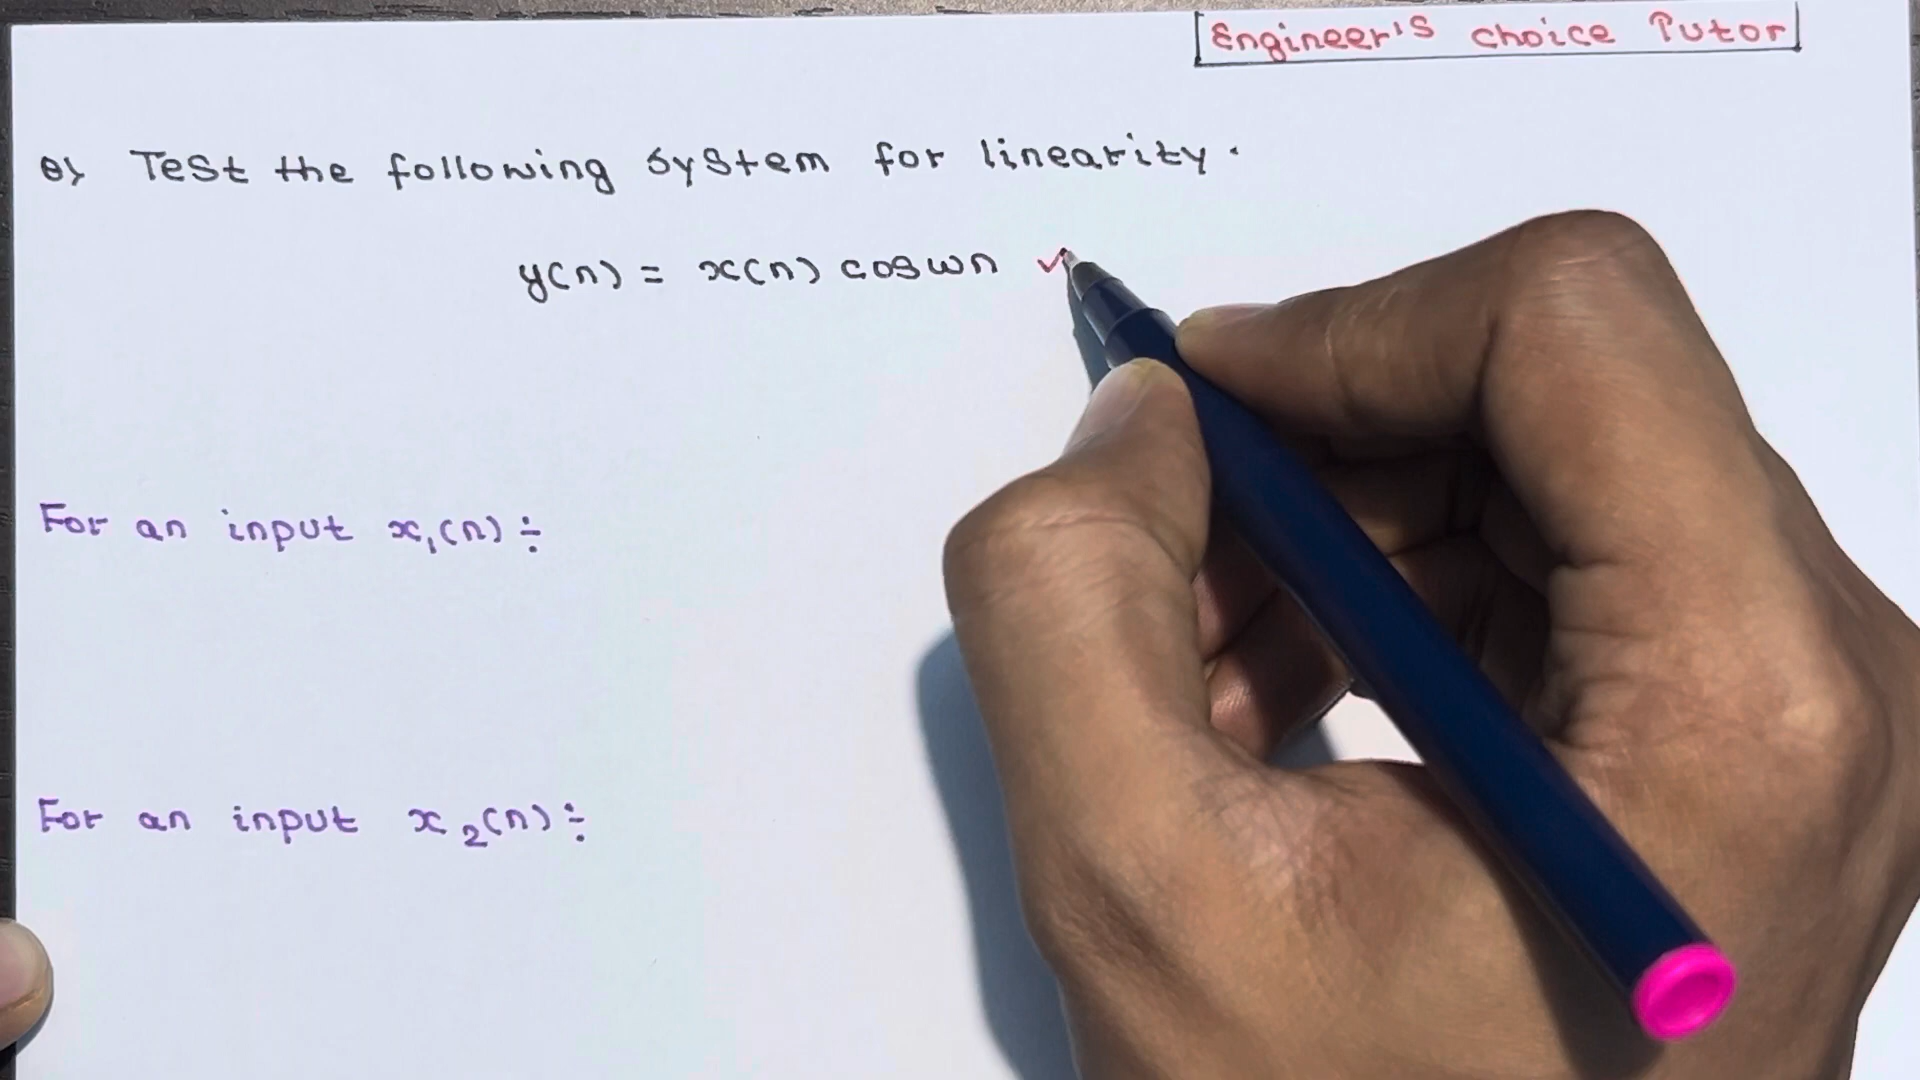 Engineer's choice Tutor
Q) Test the following system for linearity.
y(n) = x(n) cosωn ✓
For an input x₁(n) ÷
For an input x₂(n) ÷